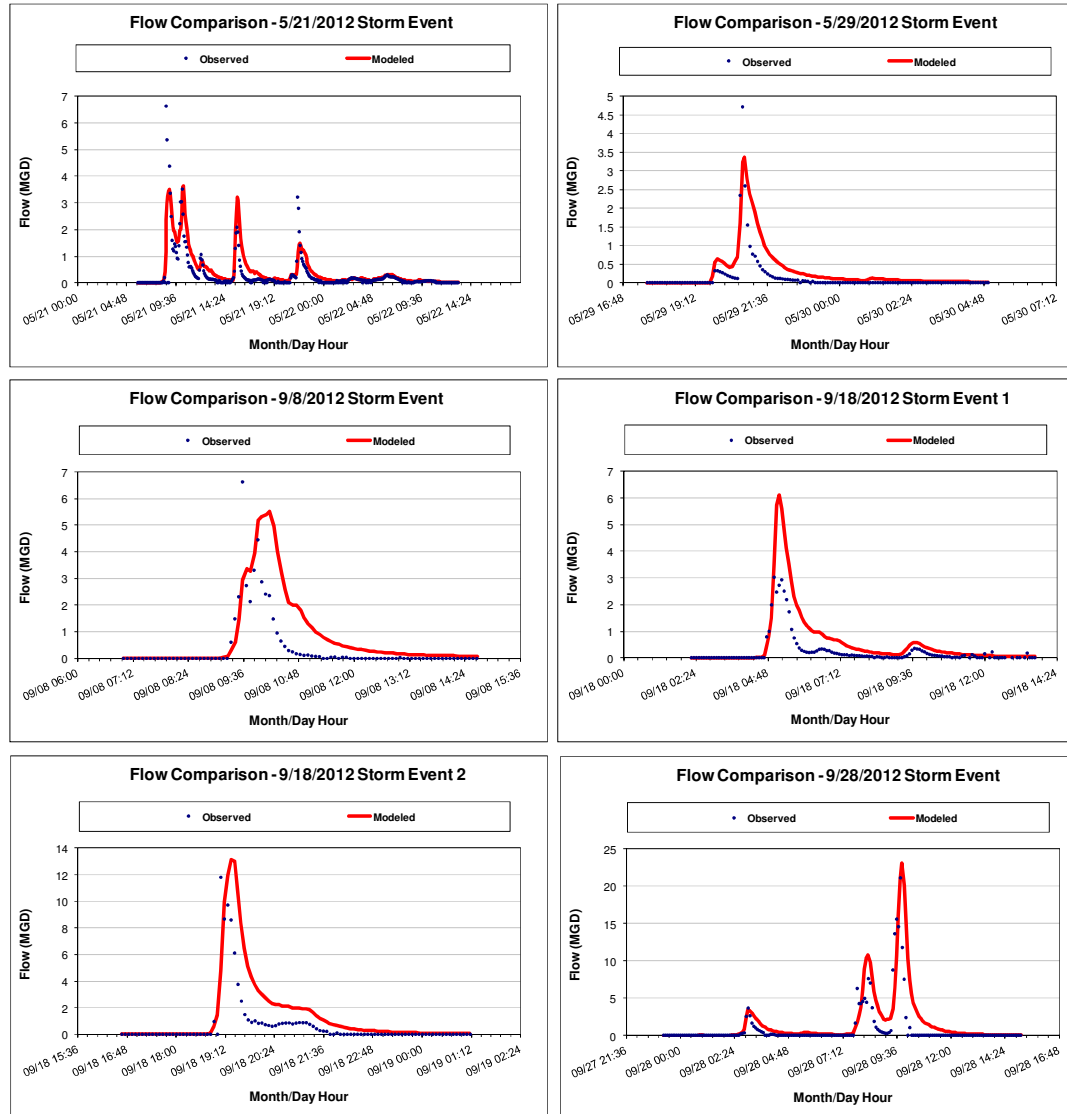 Flow Comparison - 5/21/2012 Storm Event
Observed Modeled
7
6
5
4
3
2
1
0
Flow (MGD)
05/21 00:00 05/21 04:48 05/21 09:36 05/21 14:24 05/21 19:12 05/22 00:00 05/22 04:48 05/22 09:36 05/22 14:24
Month/Day Hour
Flow Comparison - 5/29/2012 Storm Event
Observed Modeled
5
4.5
4
3.5
3
2.5
2
1.5
1
0.5
0
Flow (MGD)
05/29 16:48 05/29 19:12 05/29 21:36 05/30 00:00 05/30 02:24 05/30 04:48 05/30 07:12
Month/Day Hour
Flow Comparison - 9/8/2012 Storm Event
Observed Modeled
7
6
5
4
3
2
1
0
Flow (MGD)
09/08 06:00 09/08 07:12 09/08 08:24 09/08 09:36 09/08 10:48 09/08 12:00 09/08 13:12 09/08 14:24 09/08 15:36
Month/Day Hour
Flow Comparison - 9/18/2012 Storm Event 1
Observed Modeled
7
6
5
4
3
2
1
0
Flow (MGD)
09/18 00:00 09/18 02:24 09/18 04:48 09/18 07:12 09/18 09:36 09/18 12:00 09/18 14:24
Month/Day Hour
Flow Comparison - 9/18/2012 Storm Event 2
Observed Modeled
14
12
10
8
6
4
2
0
Flow (MGD)
09/18 15:36 09/18 16:48 09/18 18:00 09/18 19:12 09/18 20:24 09/18 21:36 09/18 22:48 09/19 00:00 09/19 01:12 09/19 02:24
Month/Day Hour
Flow Comparison - 9/28/2012 Storm Event
Observed Modeled
25
20
15
10
5
0
Flow (MGD)
09/27 21:36 09/28 00:00 09/28 02:24 09/28 04:48 09/28 07:12 09/28 09:36 09/28 12:00 09/28 14:24 09/28 16:48
Month/Day Hour